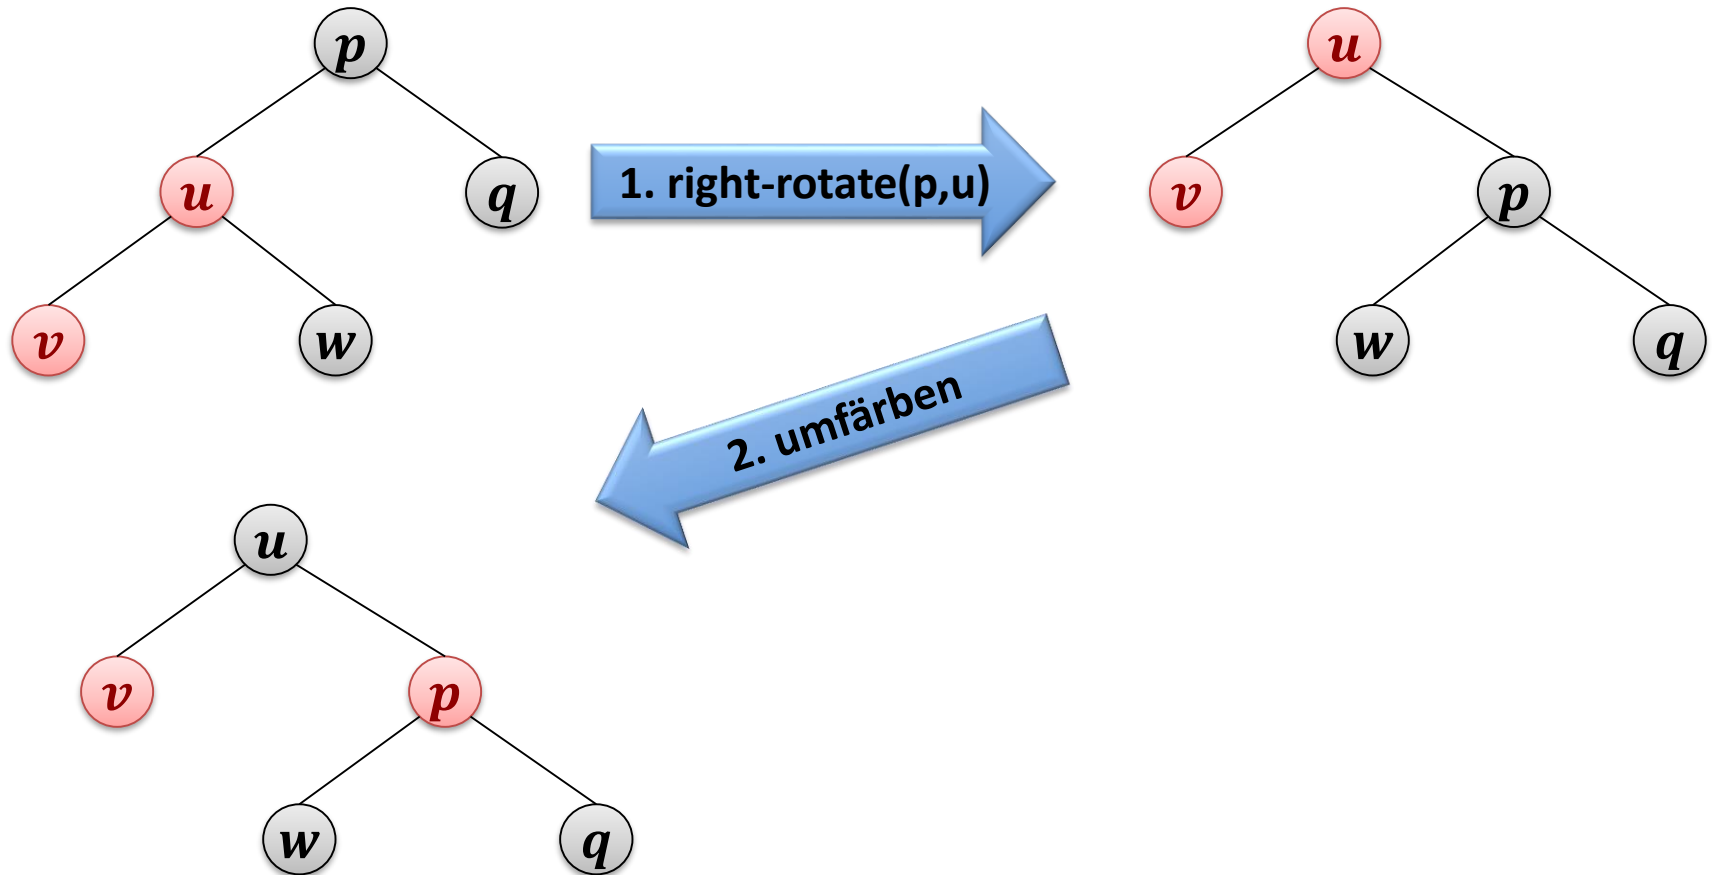 p
u
q
v
w
1. right-rotate(p,u)
u
v
p
w
q
2. umfärben
u
v
p
w
q